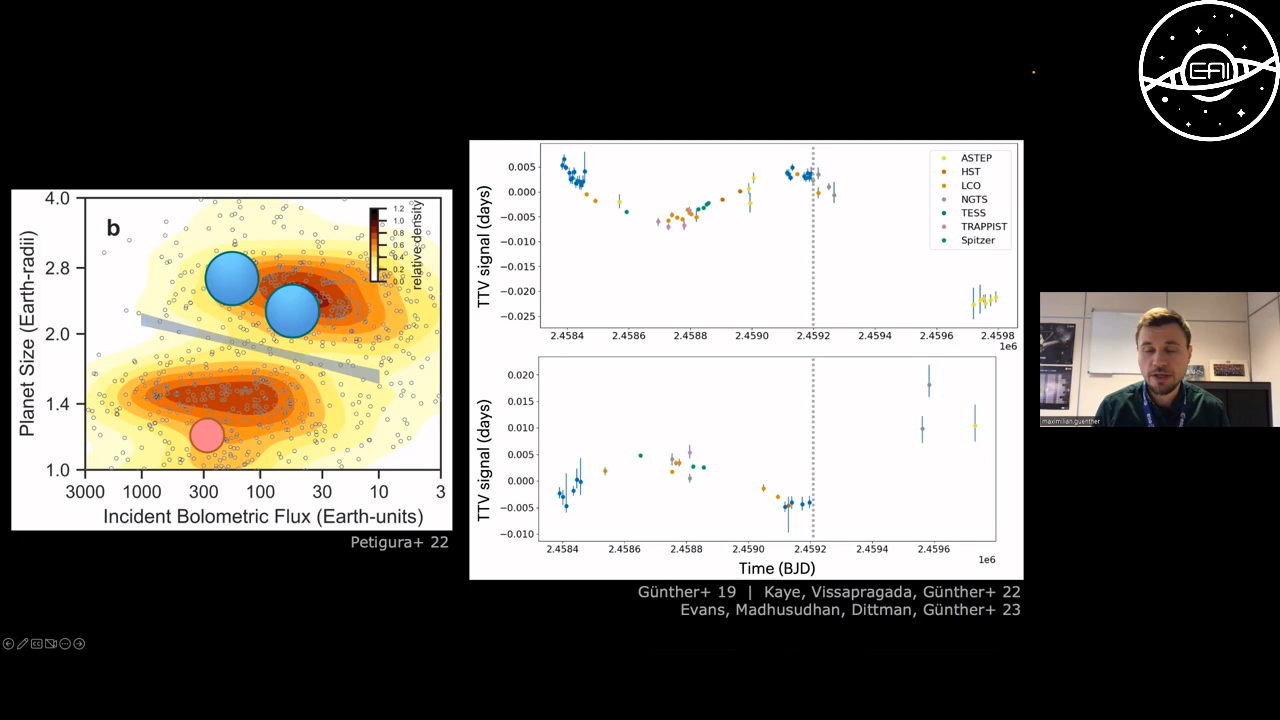 EAI
b
4.0
2.8
2.0
1.4
1.0
Planet Size (Earth-radii)
3000 1000 300 100 30 10 3
Incident Bolometric Flux (Earth-units)
1.2
1.0
0.8
0.6
0.4
0.2
0.0
relative density
Petigura+ 22
0.005
0.000
−0.005
−0.010
−0.015
−0.020
−0.025
TTV signal (days)
ASTEP
HST
LCO
NGTS
TESS
TRAPPIST
Spitzer
2.4584 2.4586 2.4588 2.4590 2.4592 2.4594 2.4596 2.4598
1e6
0.020
0.015
0.010
0.005
0.000
−0.005
−0.010
TTV signal (days)
2.4584 2.4586 2.4588 2.4590 2.4592 2.4594 2.4596
1e6
Time (BJD)
Günther+ 19 | Kaye, Vissapragada, Günther+ 22
Evans, Madhusudhan, Dittman, Günther+ 23
maximilian.guenther